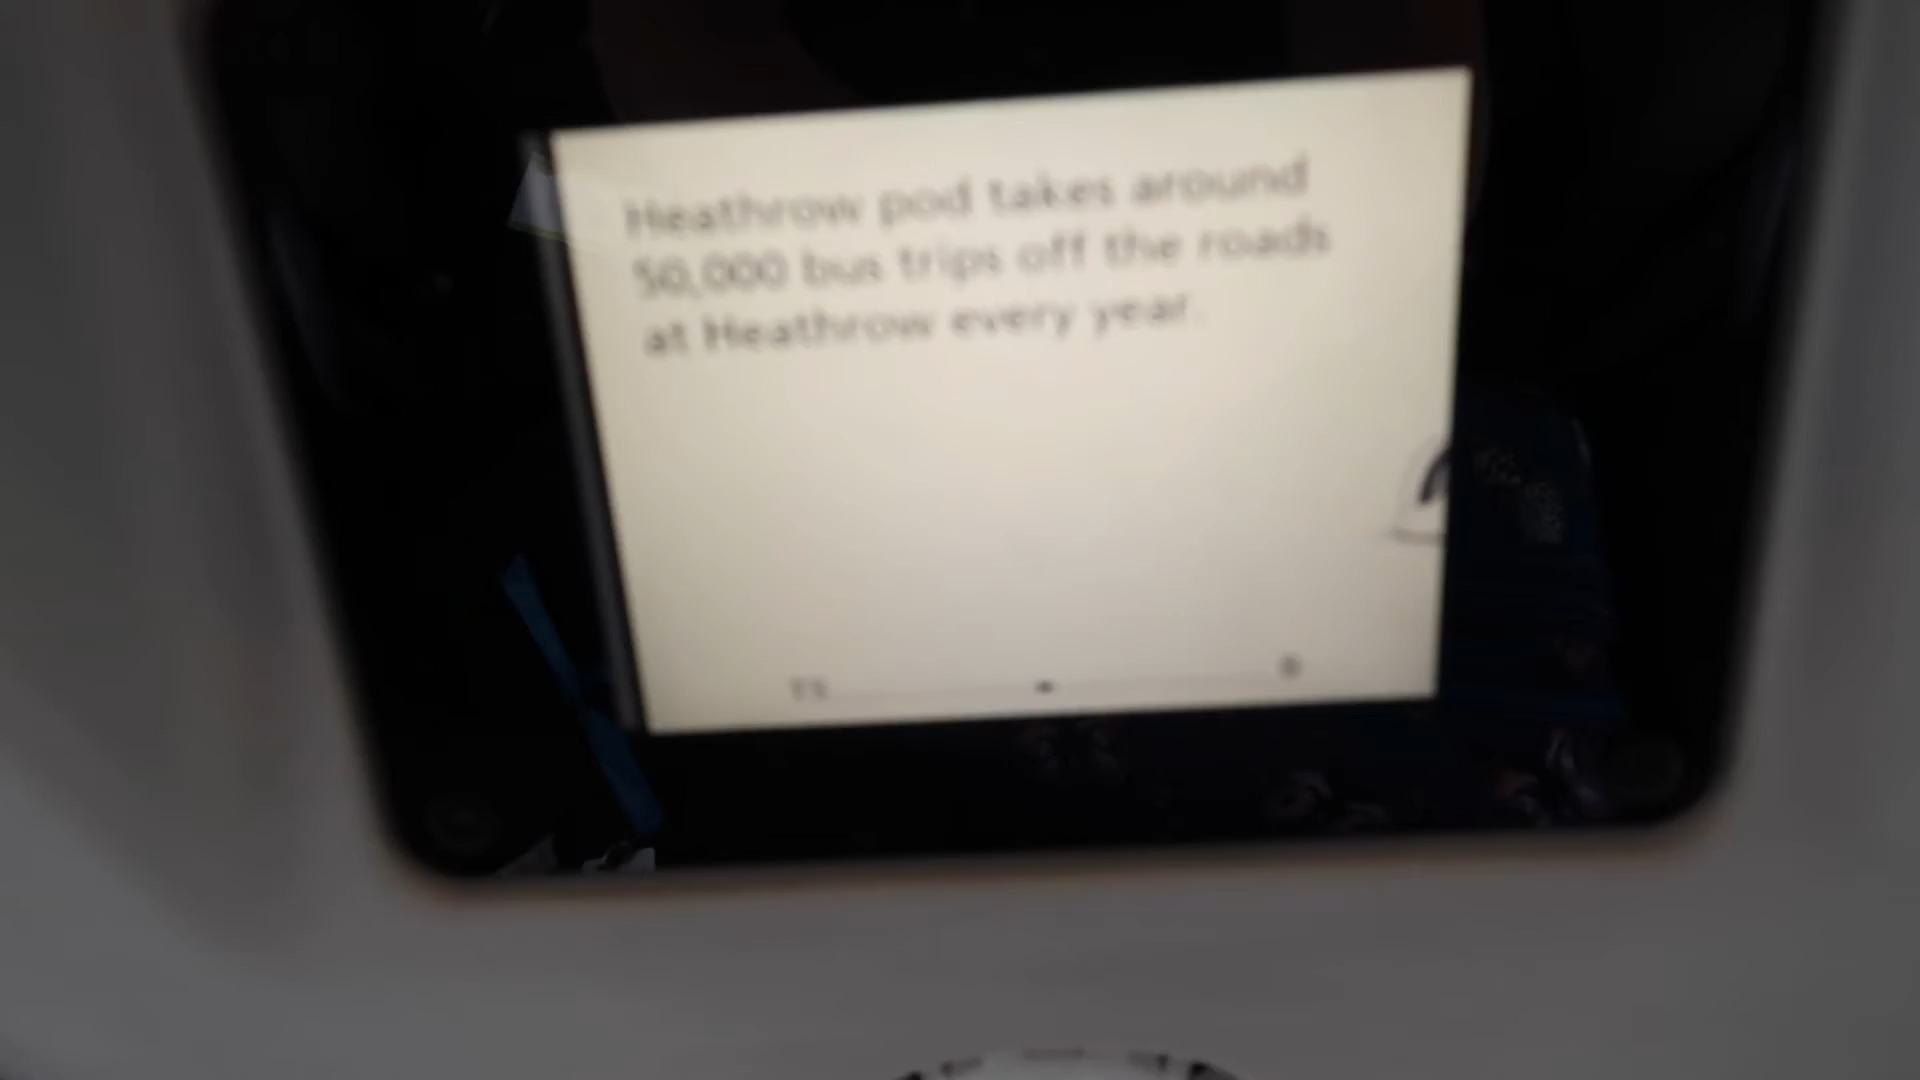 Heathrow pod takes around
50,000 bus trips off the roads
at Heathrow every year.